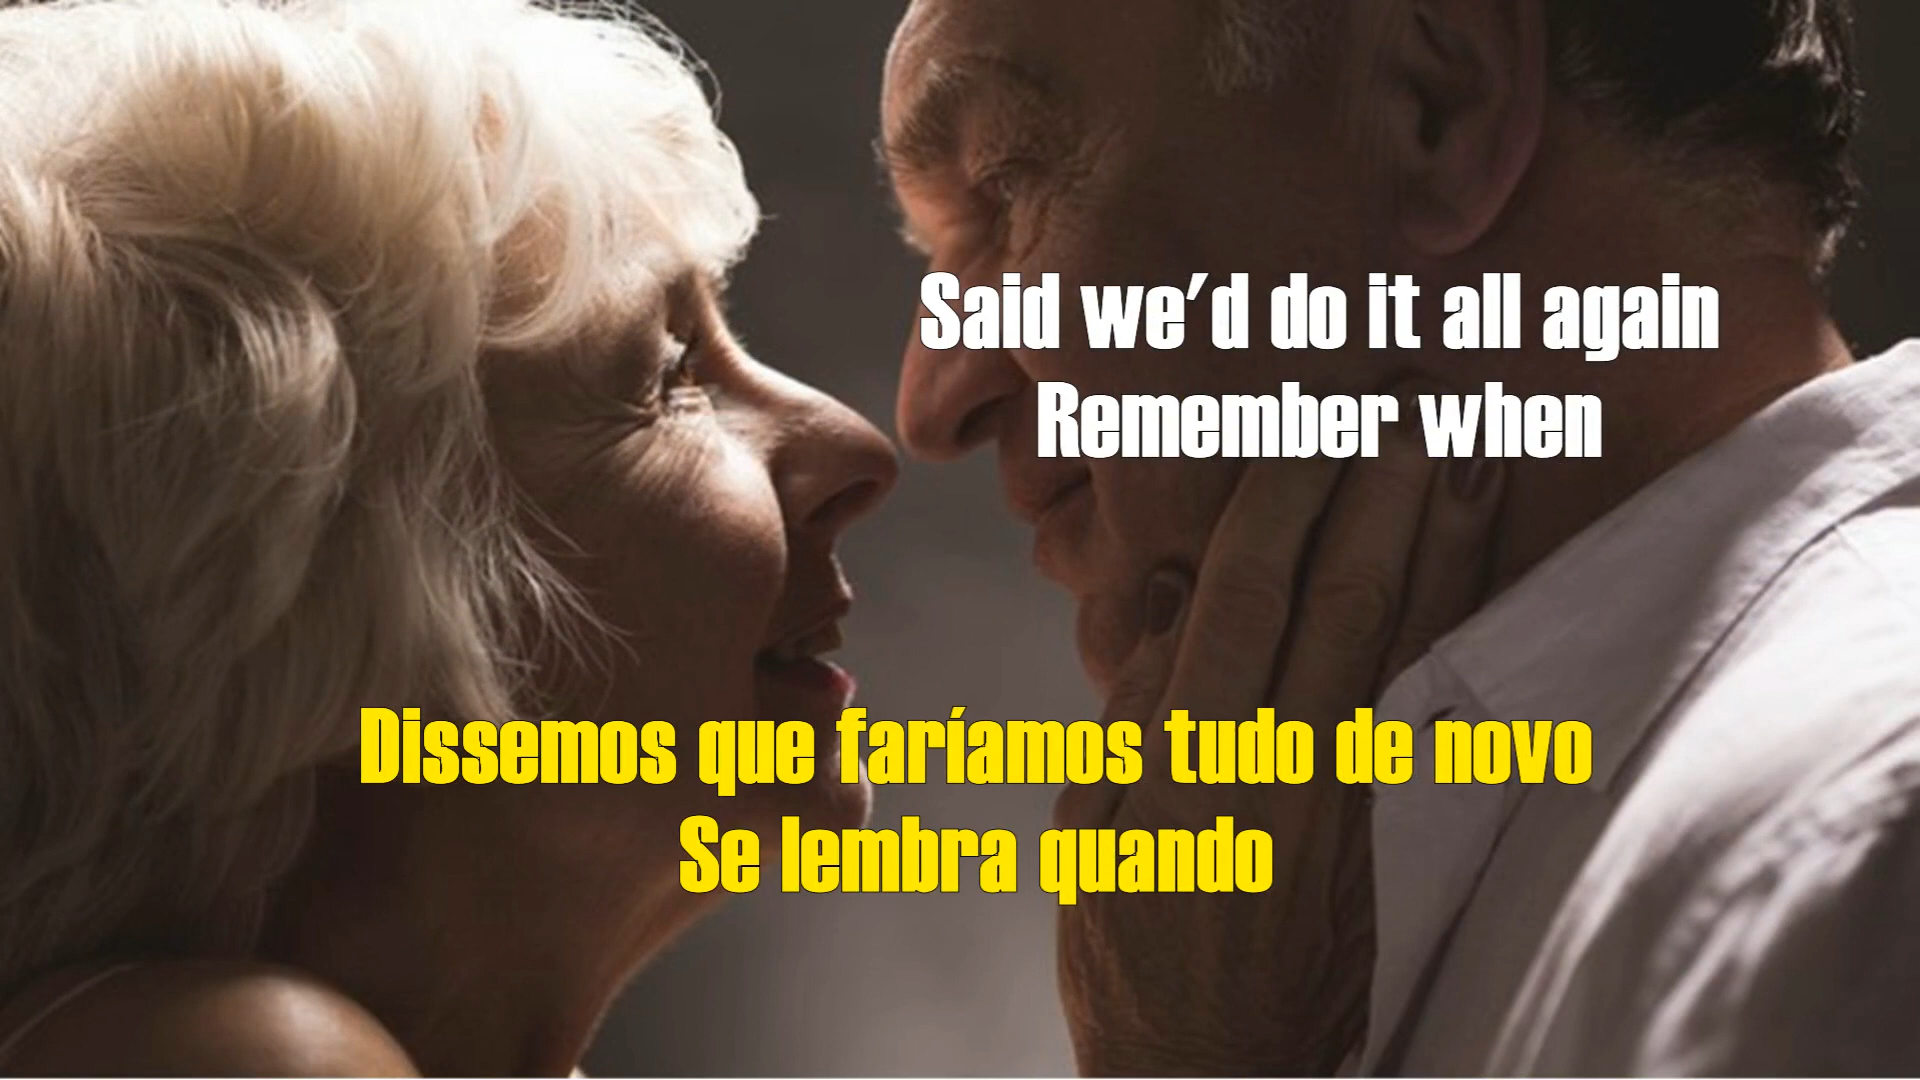 Said we'd do it all again
Remember when
Dissemos que faríamos tudo de novo
Se lembra quando